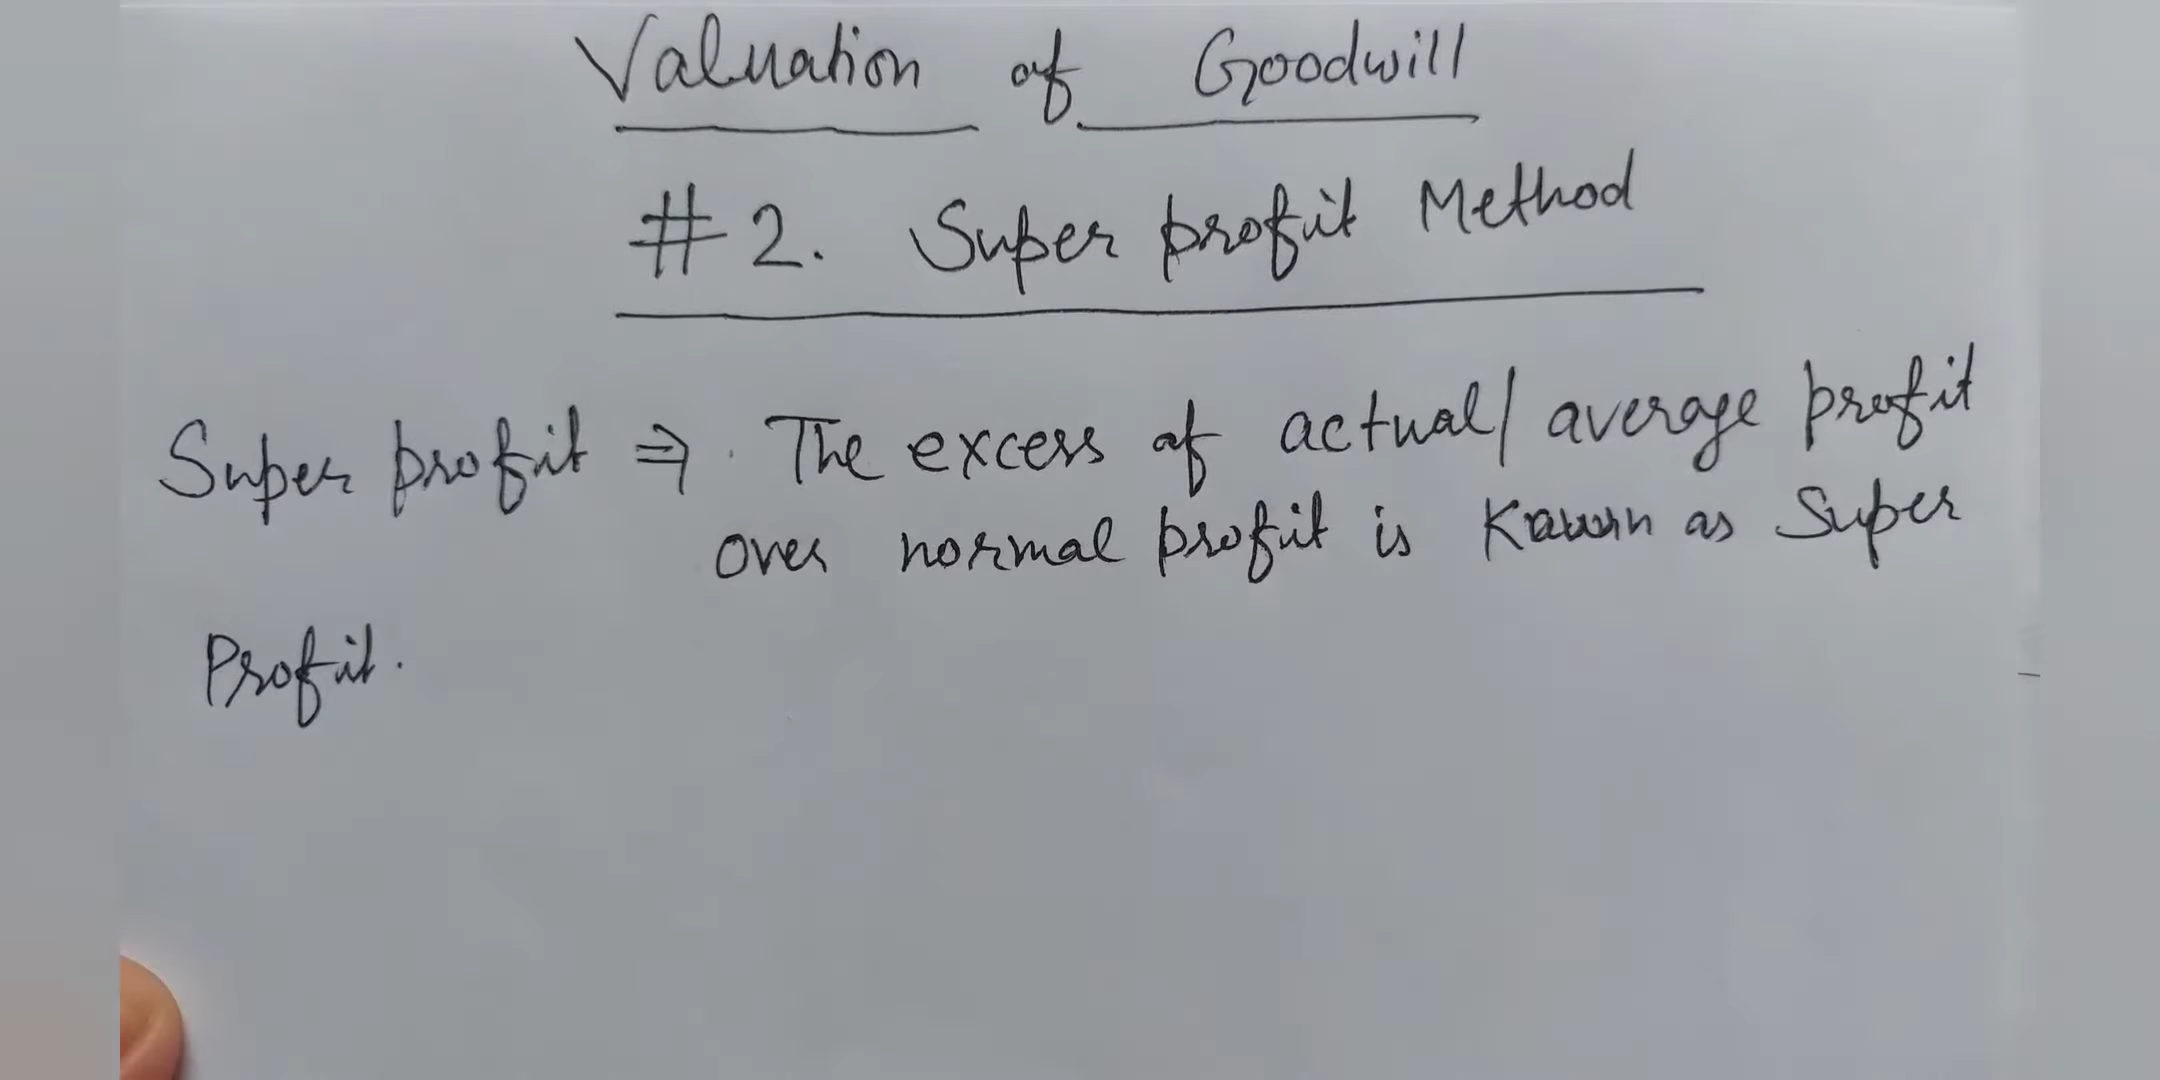 Valuation of Goodwill
# 2. Super profit Method
Super profit ⇒ The excess of actual/ average profit
over normal profit is Known as Super
Profit.